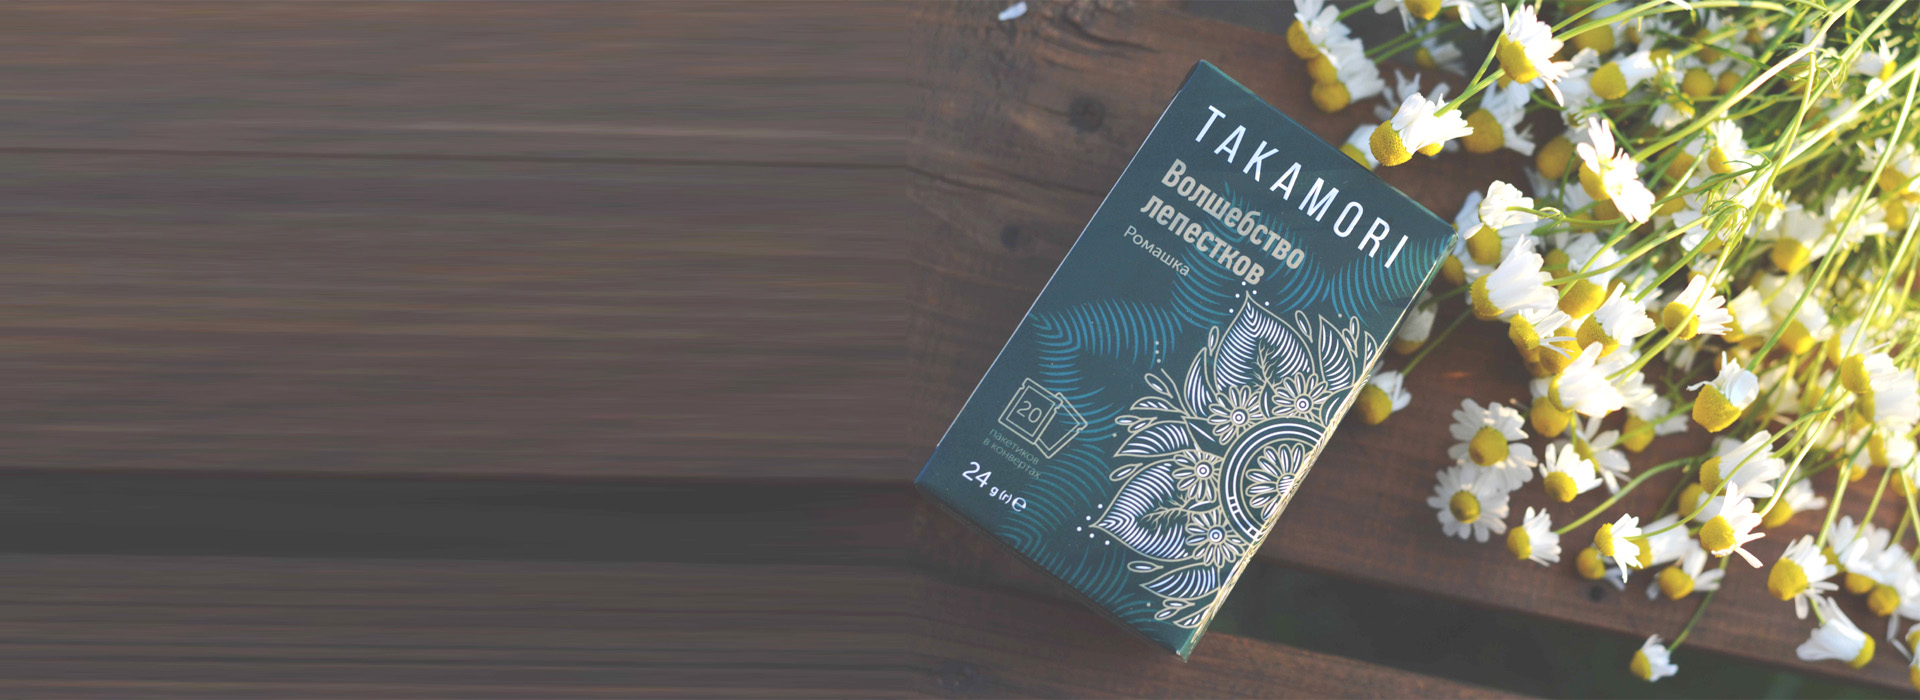 TAKAMORI
Волшебство
лепестков
Ромашка
20
пакетиков
в конвертах
24 g (г) ℮